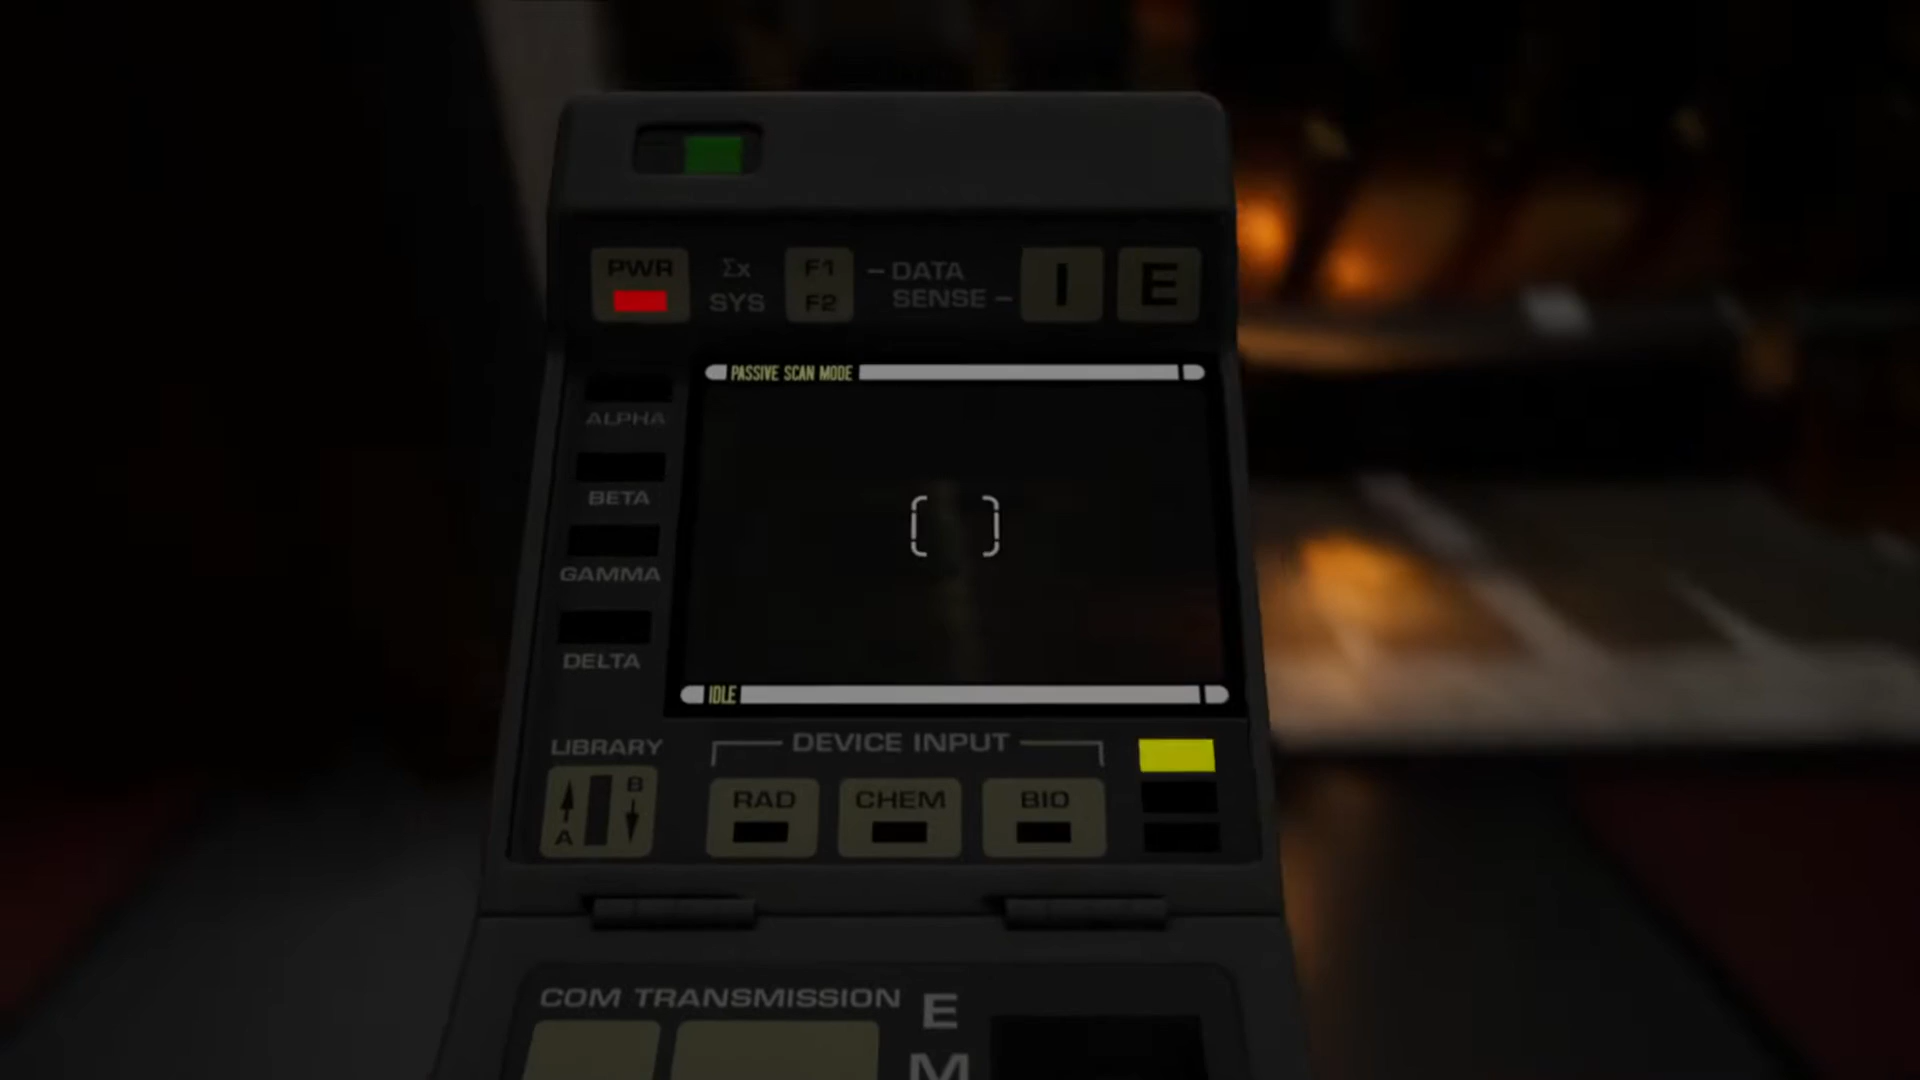 PWR
Σx
SYS
F1
F2
– DATA
SENSE –
I
E
PASSIVE SCAN MODE
ALPHA
BETA
GAMMA
DELTA
IDLE
LIBRARY
A
B
DEVICE INPUT
RAD
CHEM
BIO
COM TRANSMISSION
E
M